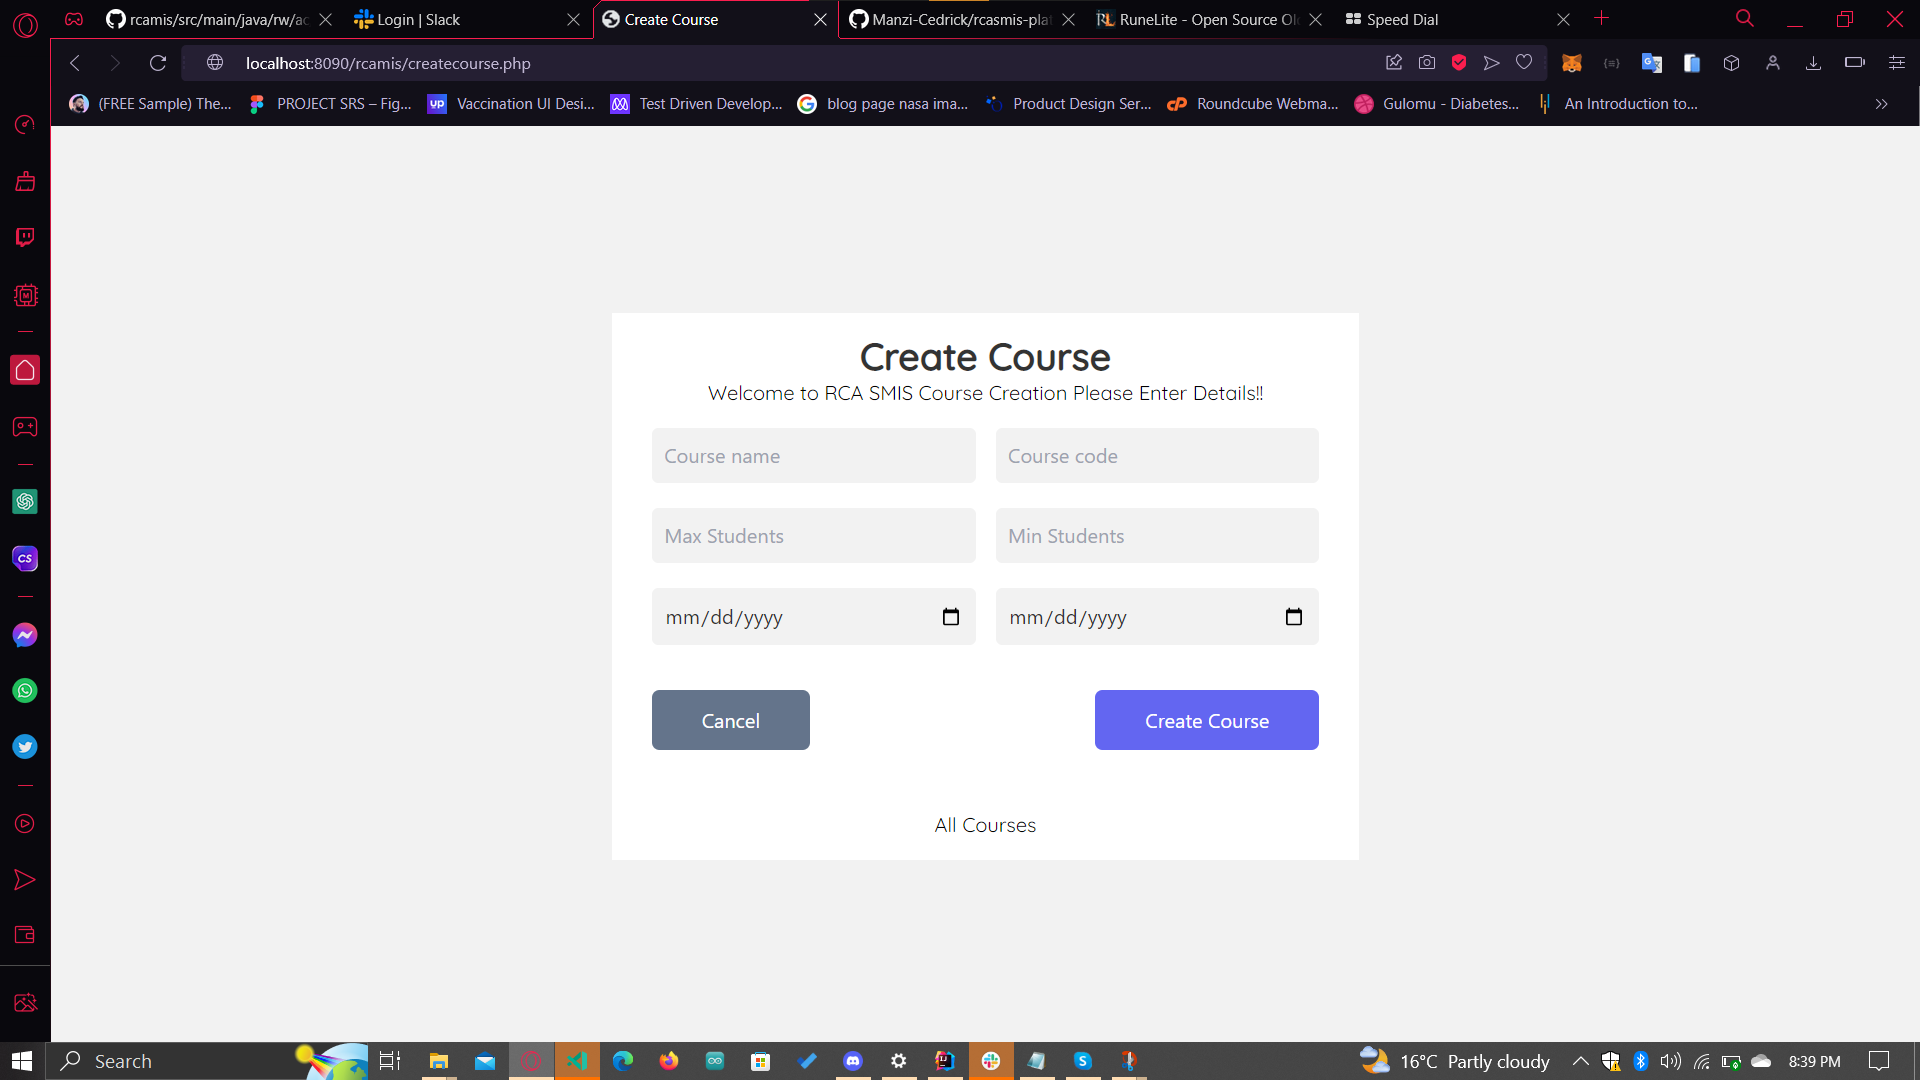 rcamis/src/main/java/rw/ac
Login | Slack
Create Course
Manzi-Cedrick/rcasmis-plat
RuneLite - Open Source Ol
Speed Dial
localhost:8090/rcamis/createcourse.php
(FREE Sample) The...
PROJECT SRS – Fig...
Vaccination UI Desi...
Test Driven Develop...
blog page nasa ima...
Product Design Ser...
Roundcube Webma...
Gulomu - Diabetes...
An Introduction to...
Create Course
Welcome to RCA SMIS Course Creation Please Enter Details!!
Course name
Course code
Max Students
Min Students
mm/dd/yyyy
mm/dd/yyyy
Cancel
Create Course
All Courses
Search
16°C Partly cloudy
8:39 PM